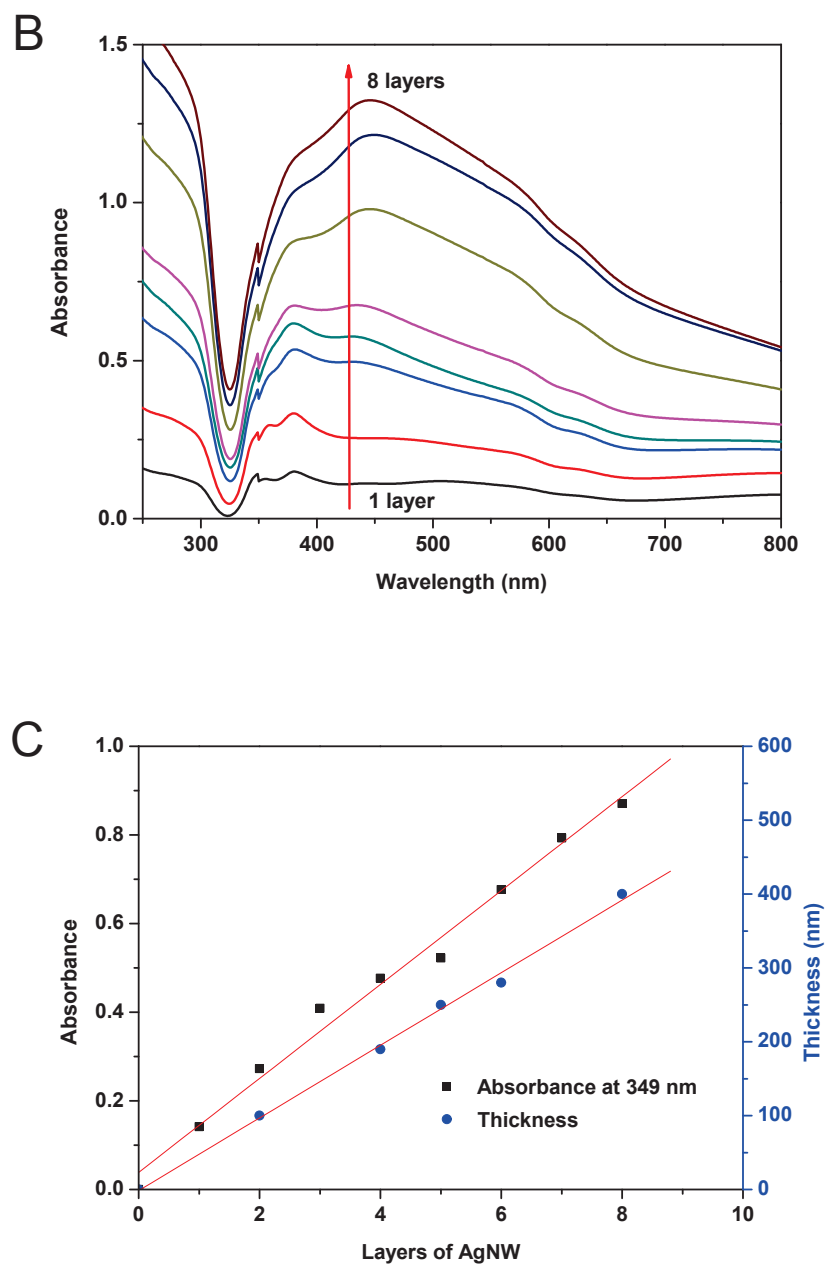 B
1.5
1.0
0.5
0.0
Absorbance
8 layers
1 layer
300 400 500 600 700 800
Wavelength (nm)
C
1.0
0.8
0.6
0.4
0.2
0.0
Absorbance
600
500
400
300
200
100
0
Thickness (nm)
Absorbance at 349 nm
Thickness
0 2 4 6 8 10
Layers of AgNW